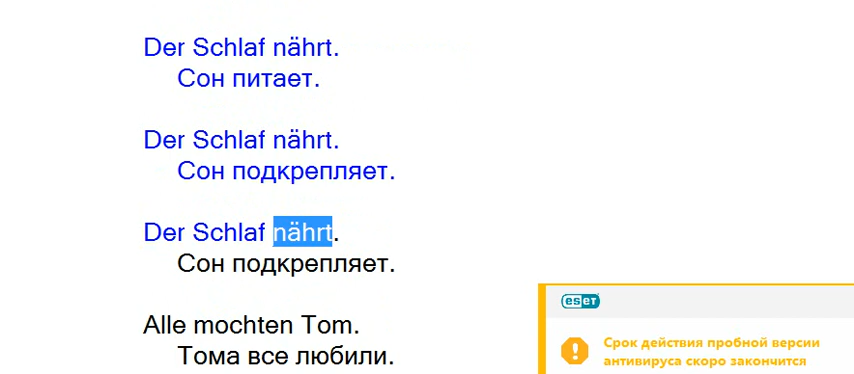 Der Schlaf nährt.
Сон питает.
Der Schlaf nährt.
Сон подкрепляет.
Der Schlaf nährt.
Сон подкрепляет.
Alle mochten Tom.
Тома все любили.
eset
Срок действия пробной версии
антивируса скоро закончится